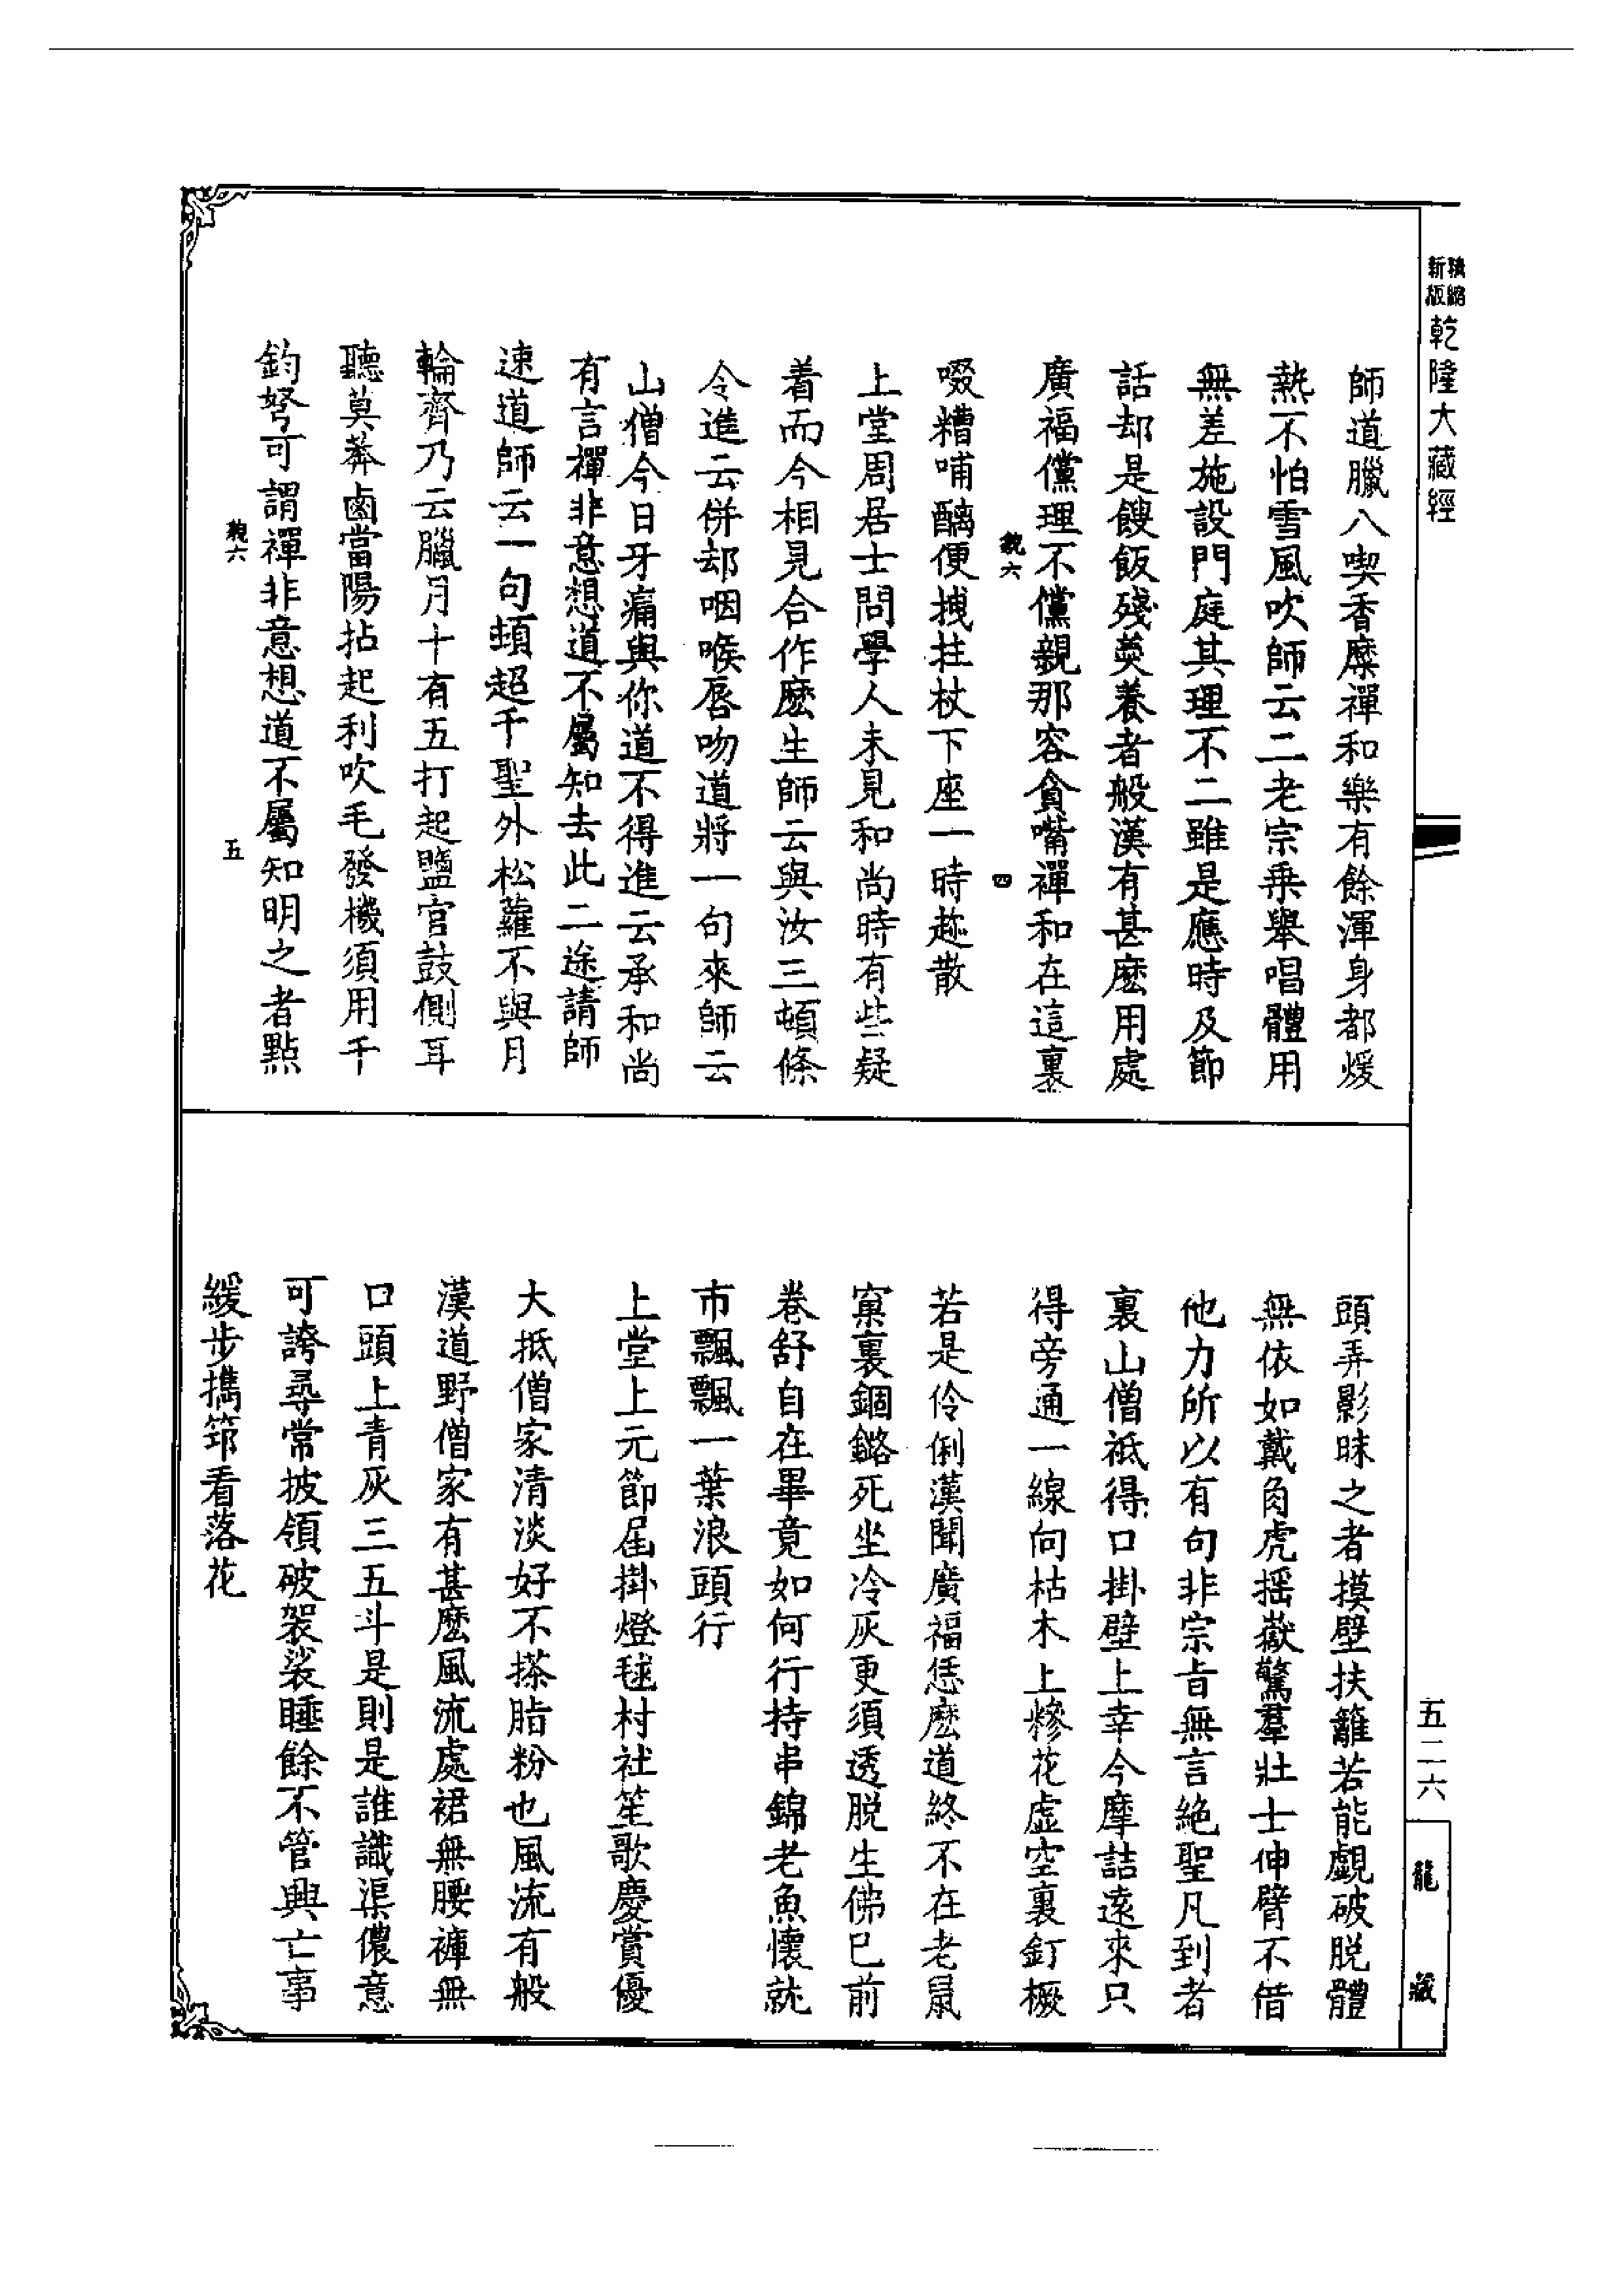 精縮新版 乾隆大藏經
師道臘八喫香糜禪和樂有餘渾身都煖
熱不怕雪風吹師云二老宗乗舉唱體用
無差施設門庭其理不二雖是應時及節
話却是餿飯殘羮養者般漢有甚麽用處
廣福儻理不儻親那容貪嘴禪和在這裏
四
啜糟哺醨便拽拄杖下座一時趂散
上堂周居士問學人未見和尚時有些疑
着而今相見合作麽生師云與汝三頓條
令進云併却咽喉唇吻道將一句來師云
山僧今日牙痛與你道不得進云承和尚
有言禪非意想道不屬知去此二途請師
速道師云一句頓超千聖外松蘿不與月
輪齊乃云臘月十有五打起鹽官鼓側耳
聽莫莽鹵當陽拈起利吹毛發機須用千
鈞弩可謂禪非意想道不屬知明之者點
五
頭弄影昧之者摸壁扶籬若能覷破脱體
無依如戴角虎揺嶽驚羣壯士伸臂不借
他力所以有句非宗旨無言絶聖凡到者
裏山僧祗得口掛壁上幸今摩詰逺來只
得旁通一線向枯木上糝花虚空裏釘橛
若是伶俐漢聞廣福恁麽道終不在老鼠
窠裏錮鏴死坐冷灰更須透脱生佛已前
卷舒自在畢竟如何行持串錦老魚懷就
市飄飄一葉浪頭行
上堂上元節屆掛燈毬村社笙歌慶賞優
大抵僧家清淡好不搽脂粉也風流有般
漢道野僧家有甚麽風流處裙無腰褲無
口頭上青灰三五斗是則是誰識渠儂意
可誇尋常披領破袈裟睡餘不管興亡事
緩步擕筇看落花
五二六
龍藏